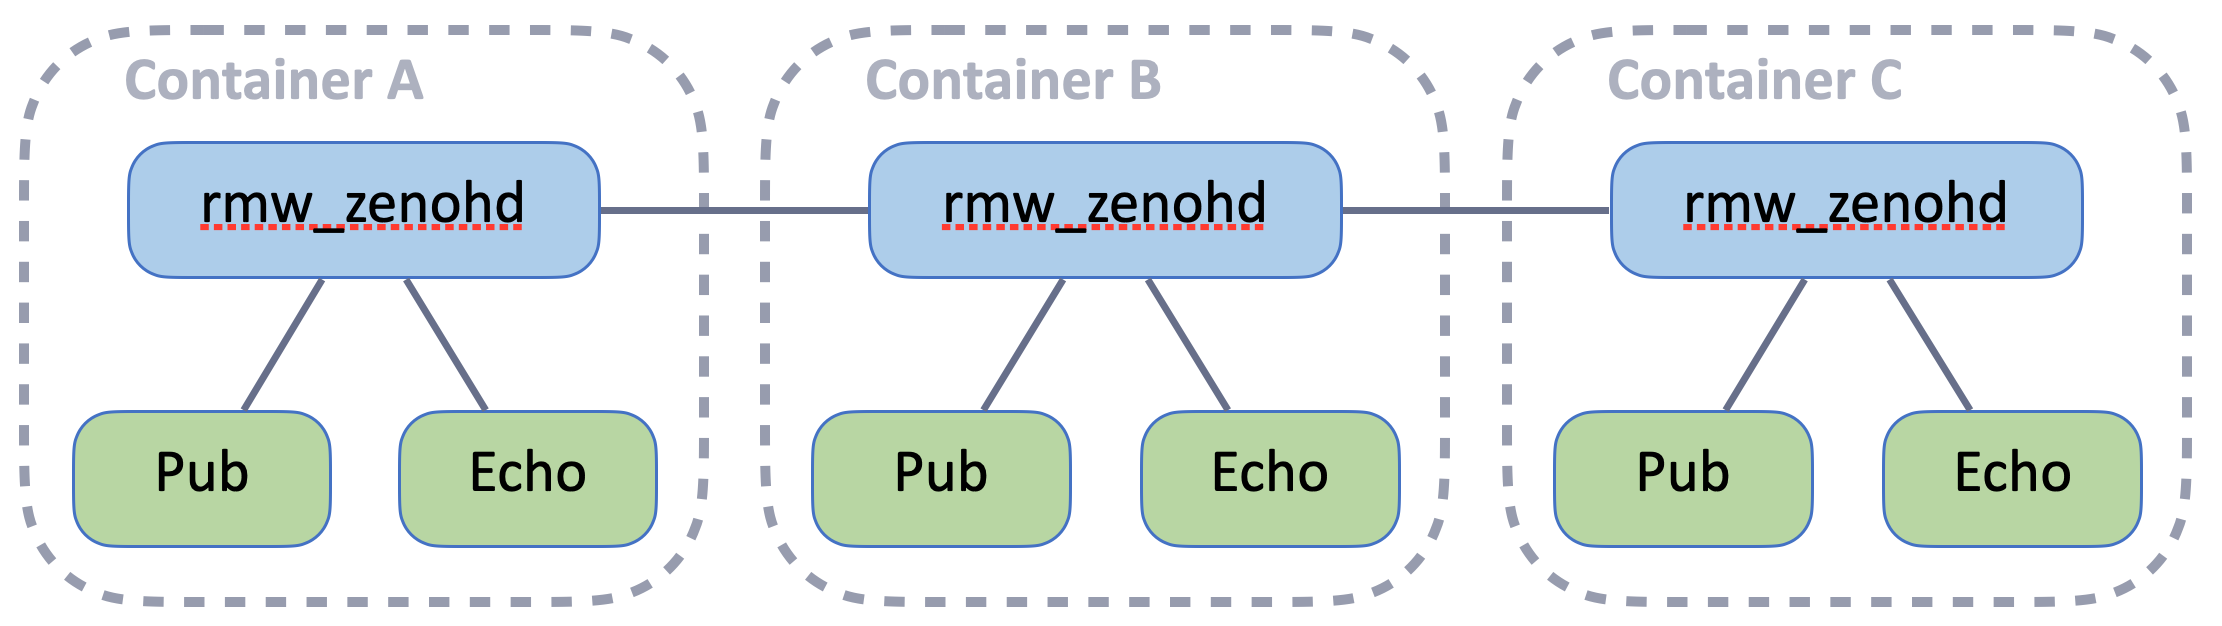 Container A
Container B
Container C
rmw_zenohd
rmw_zenohd
rmw_zenohd
Pub
Echo
Pub
Echo
Pub
Echo